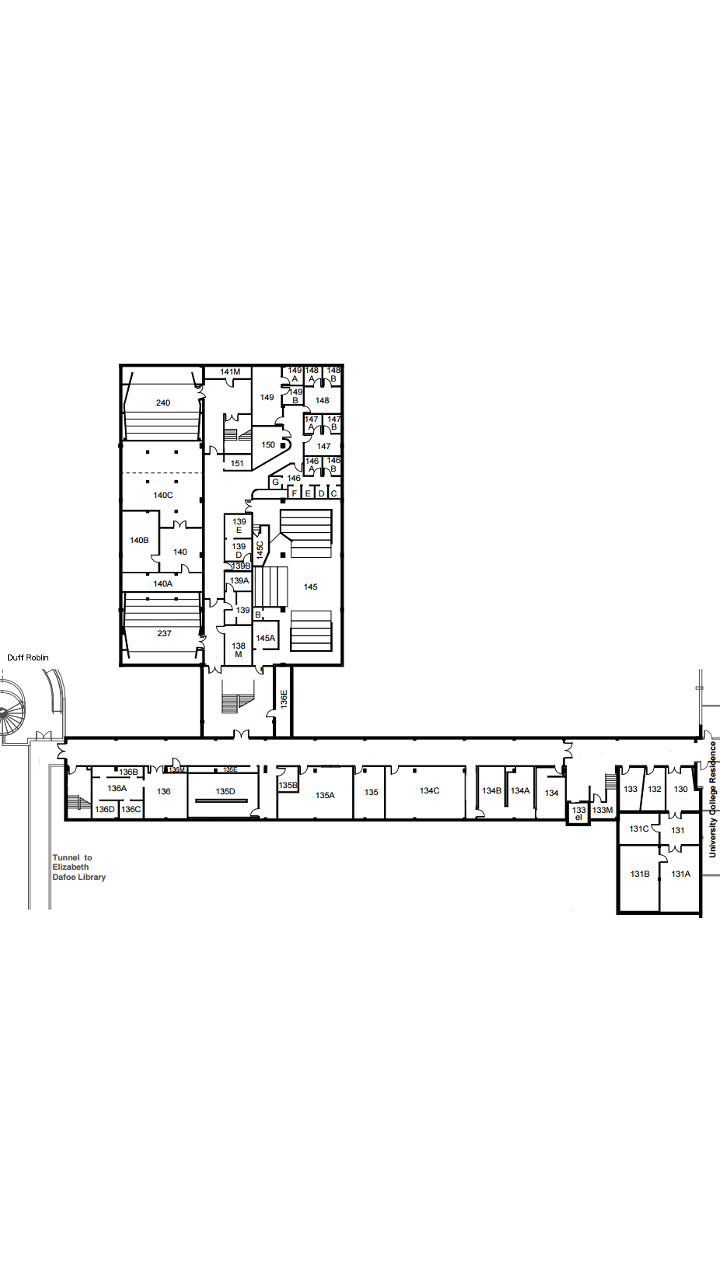 141M
149
A
148
A
148
B
149
B
240
149
148
147
A
147
B
150
147
151
146
A
146
B
146
G
F
E
D
C
140C
139
E
140B
140
139
D
145C
139B
140A
139A
145
139
B
237
145A
138
M
Duff Roblin
136E
University College Residence
136B
135M
135E
136A
136
135D
135B
135A
135
134C
134B
134A
134
133
132
130
136D
136C
133
el
133M
131C
131
131B
131A
Tunnel to
Elizabeth
Dafoe Library